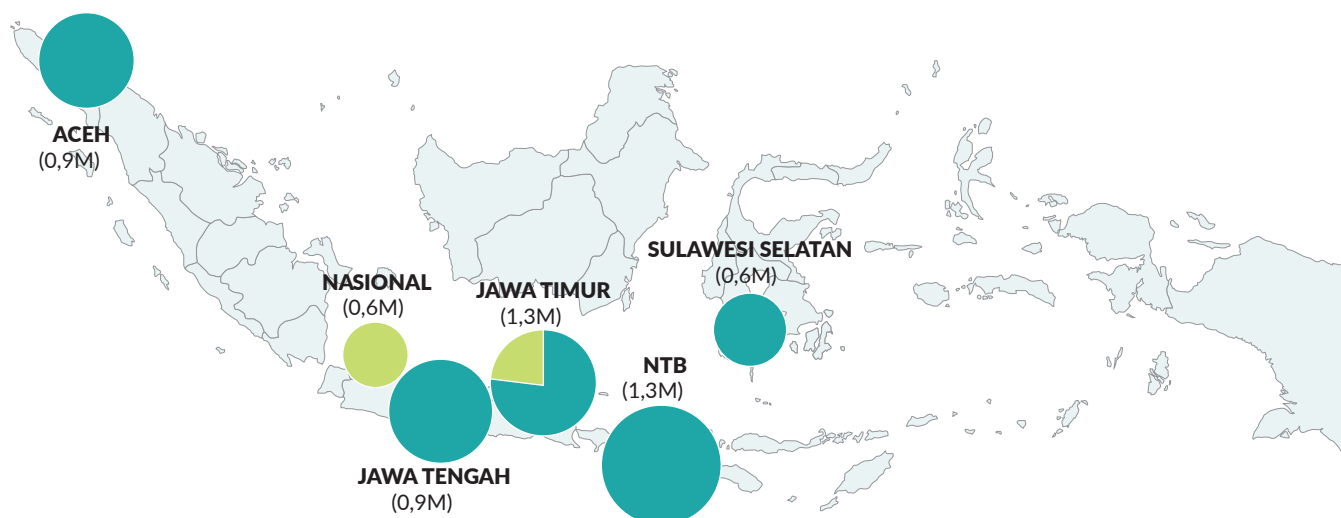 ACEH
(0,9M)
NASIONAL
(0,6M)
JAWA TIMUR
(1,3M)
SULAWESI SELATAN
(0,6M)
NTB
(1,3M)
JAWA TENGAH
(0,9M)